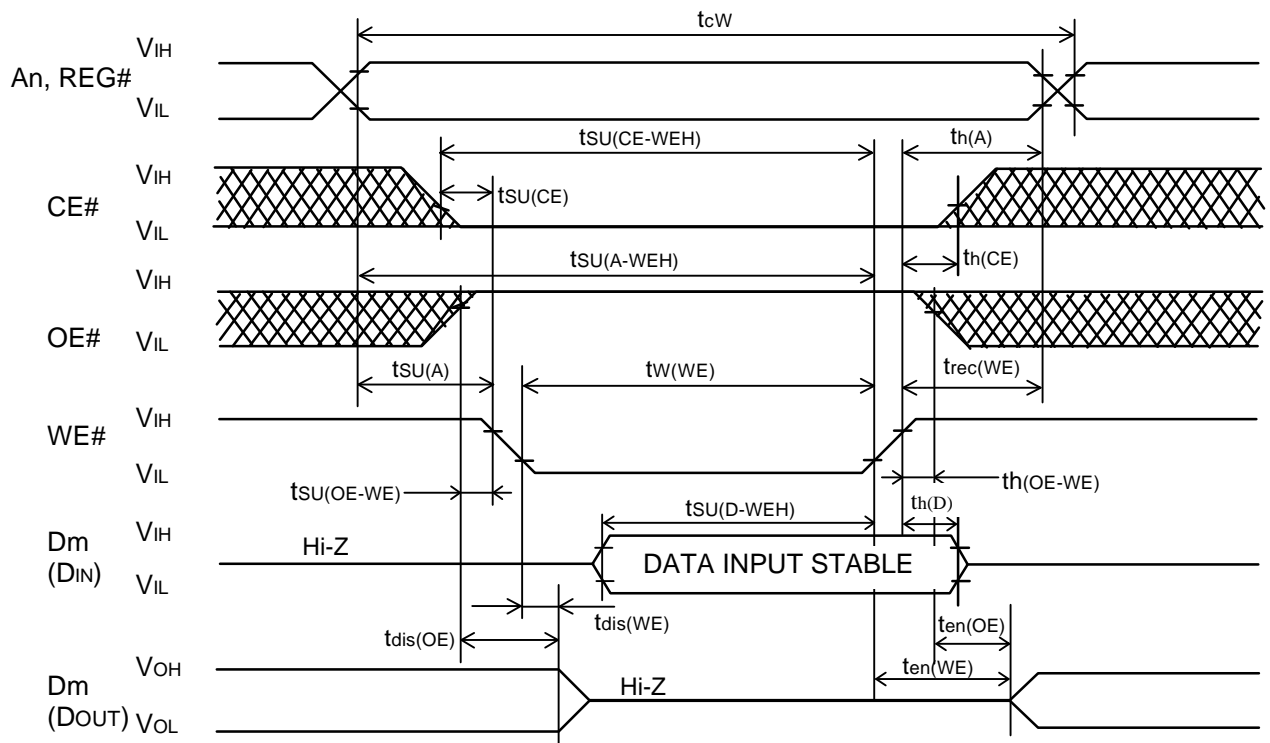 tcW
VIH
An, REG#
VIL
tSU(CE-WEH)
th(A)
VIH
tSU(CE)
CE#
VIL
tSU(A-WEH)
th(CE)
VIH
OE#
VIL
tSU(A)
tW(WE)
trec(WE)
VIH
WE#
VIL
tSU(OE-WE)
th(OE-WE)
tSU(D-WEH)
th(D)
VIH
Dm
Hi-Z
DATA INPUT STABLE
(DIN)
VIL
tdis(WE)
tdis(OE)
ten(OE)
VOH
ten(WE)
Dm
Hi-Z
(DOUT)
VOL